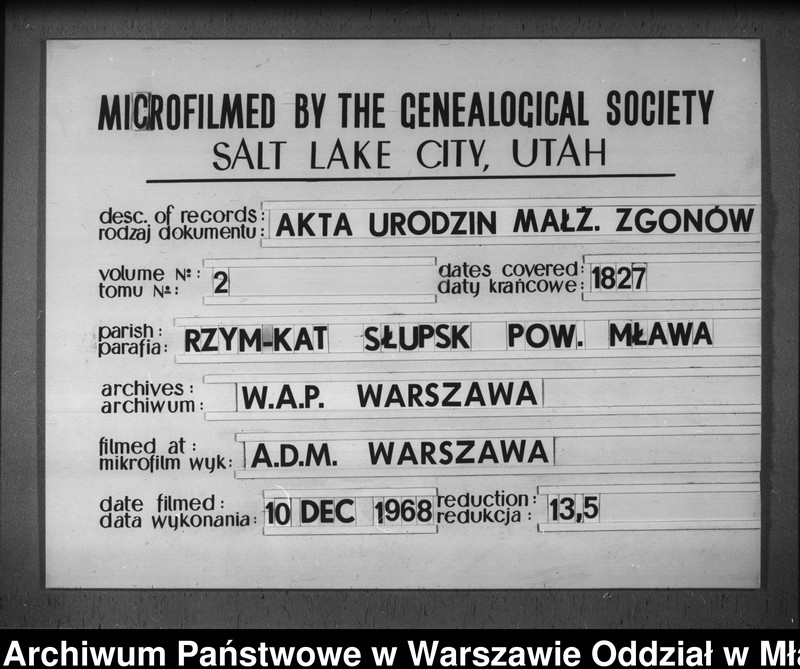 MICROFILMED BY THE GENEALOGICAL SOCIETY
SALT LAKE CITY, UTAH
desc. of records: AKTA URODZIN MAŁŻ. ZGONÓW
rodzaj dokumentu:
volume №: 2 dates covered: 1827
tomu №: daty krańcowe:
parish: RZYM-KAT SŁUPSK POW. MŁAWA
parafia:
archives: W.A.P. WARSZAWA
archiwum:
filmed at: A.D.M. WARSZAWA
mikrofilm wyk:
date filmed: 10 DEC 1968 reduction: 13,5
data wykonania: redukcja:
Archiwum Państwowe w Warszawie Oddział w